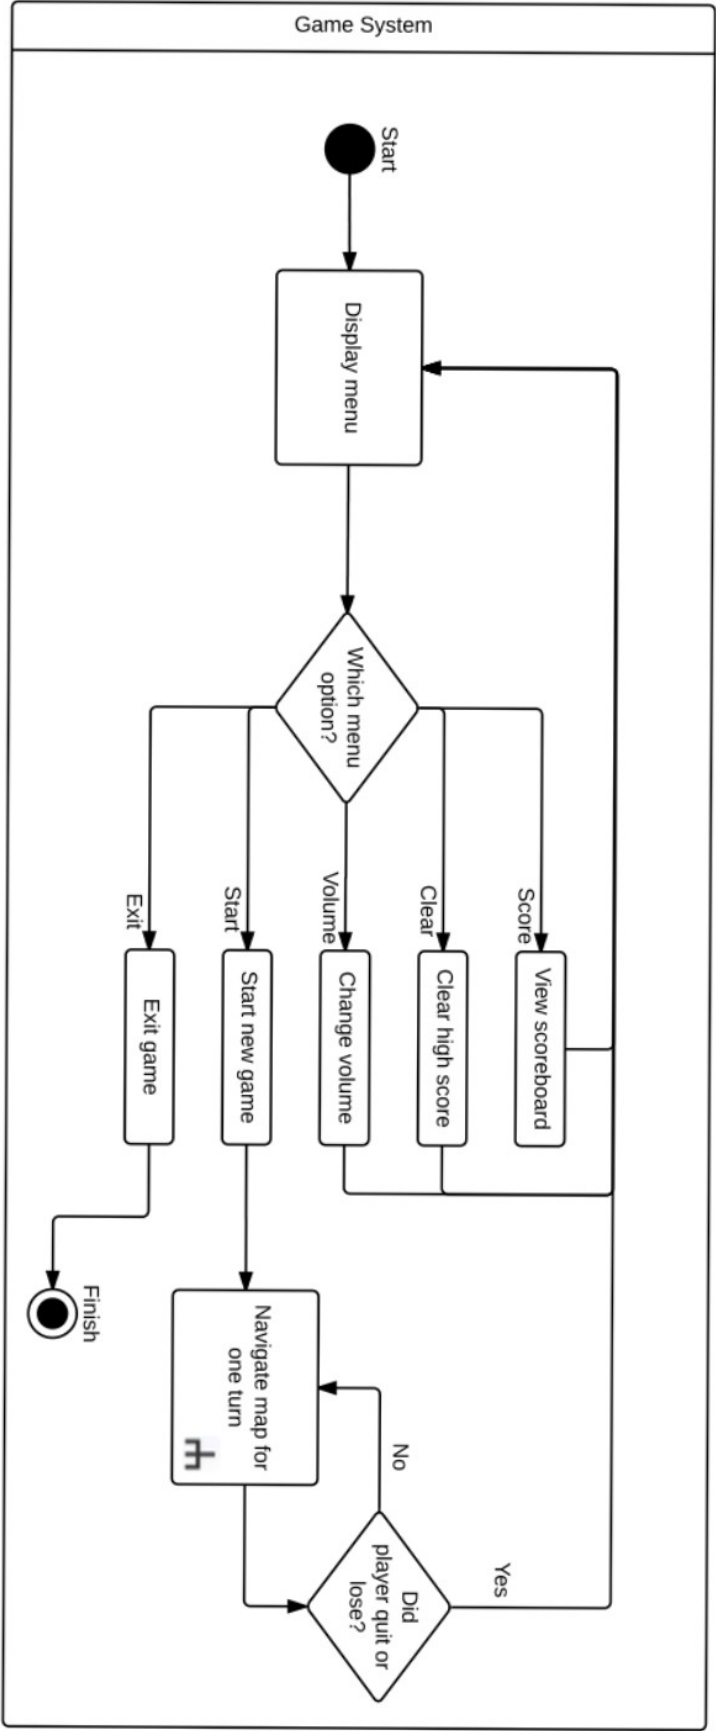 Game System
Start
Display menu
Which menu
option?
Score
View scoreboard
Clear
Clear high score
Volume
Change volume
Start
Start new game
Exit
Exit game
Finish
Navigate map for
one turn
No
Did
player quit or
lose?
Yes